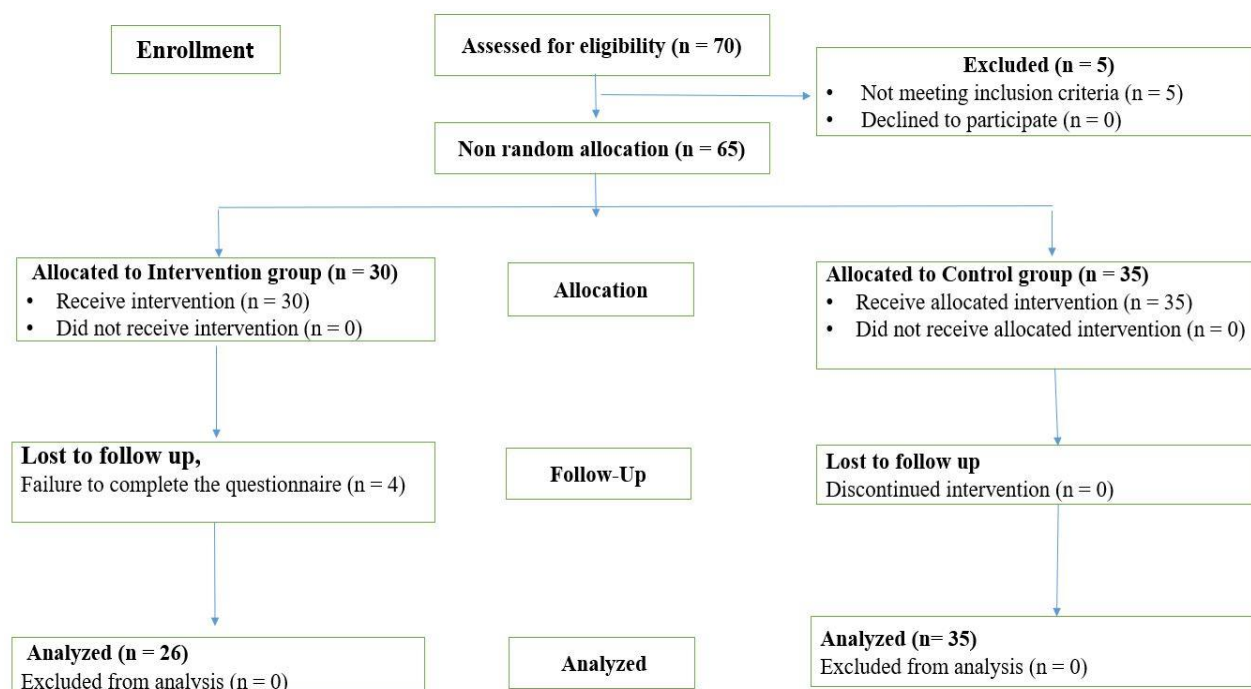 Enrollment
Assessed for eligibility (n = 70)
Excluded (n = 5)
• Not meeting inclusion criteria (n = 5)
• Declined to participate (n = 0)
Non random allocation (n = 65)
Allocated to Intervention group (n = 30)
• Receive intervention (n = 30)
• Did not receive intervention (n = 0)
Allocation
Allocated to Control group (n = 35)
• Receive allocated intervention (n = 35)
• Did not receive allocated intervention (n = 0)
Lost to follow up,
Failure to complete the questionnaire (n = 4)
Follow-Up
Lost to follow up
Discontinued intervention (n = 0)
Analyzed (n = 26)
Excluded from analysis (n = 0)
Analyzed
Analyzed (n= 35)
Excluded from analysis (n = 0)